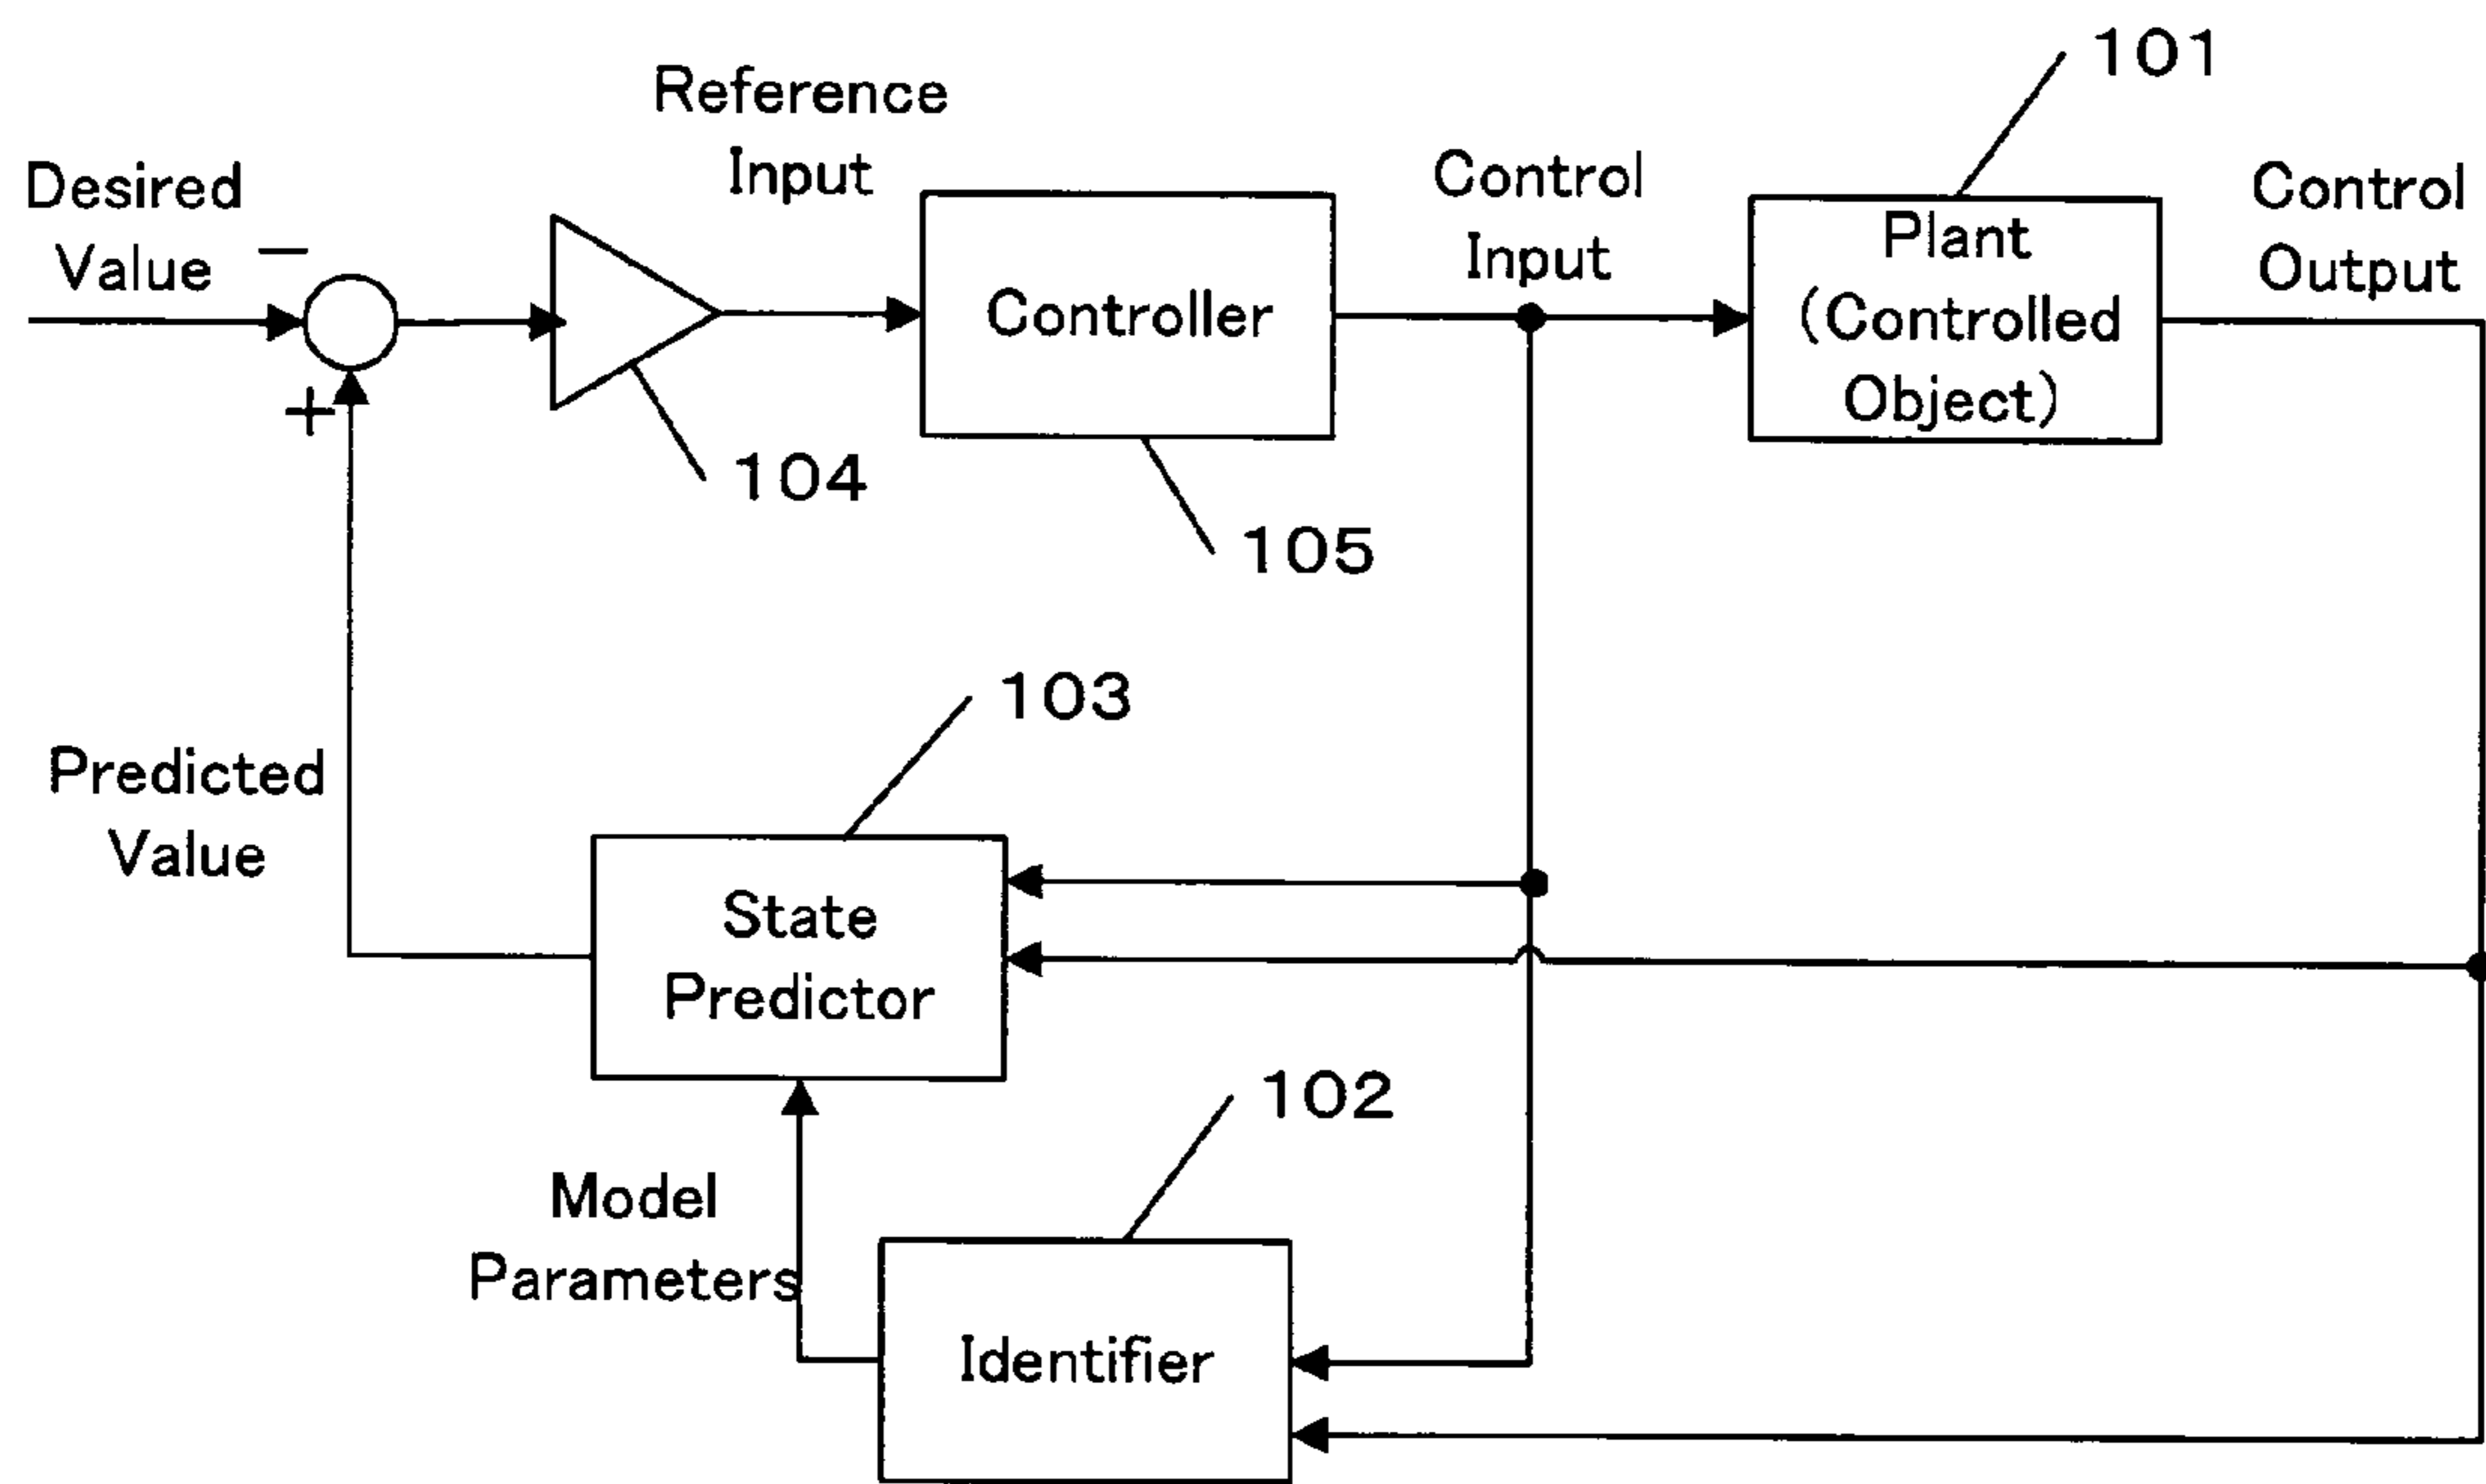 101
Reference
Input
Desired
Value
−
Control
Input
Control
Output
Plant
(Controlled
Object)
Controller
+
104
105
103
Predicted
Value
State
Predictor
102
Model
Parameters
Identifier